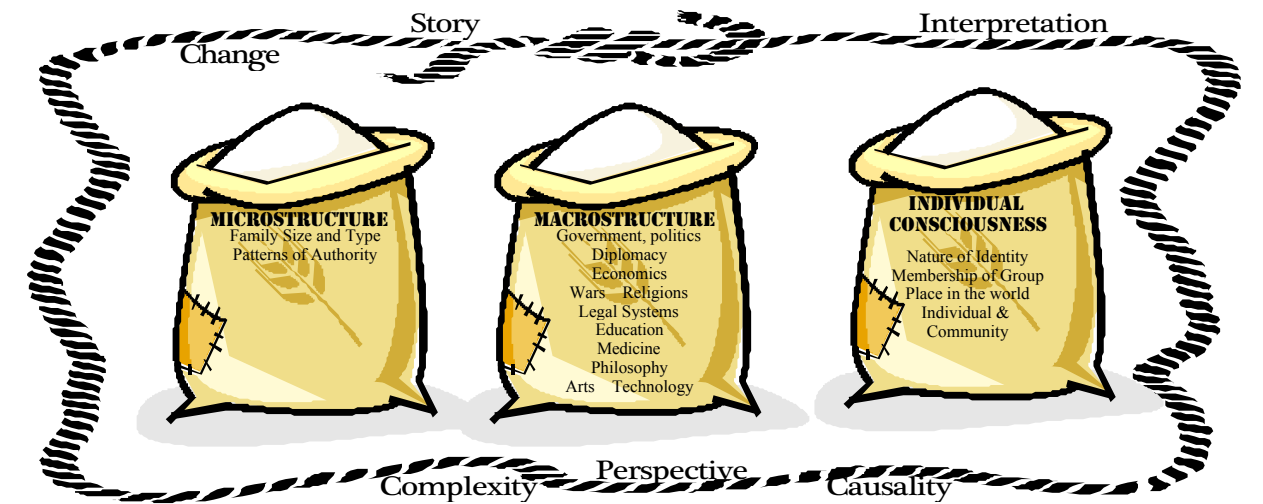 Story
Interpretation
Change
MICROSTRUCTURE
Family Size and Type
Patterns of Authority
MACROSTRUCTURE
Government, politics
Diplomacy
Economics
Wars Religions
Legal Systems
Education
Medicine
Philosophy
Arts Technology
INDIVIDUAL
CONSCIOUSNESS
Nature of Identity
Membership of Group
Place in the world
Individual &
Community
Complexity
Perspective
Causality